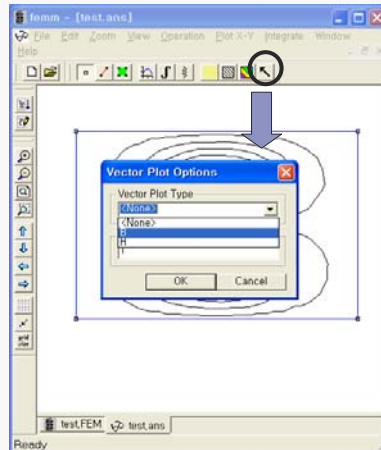 femm - [test.ans]
File Edit Zoom View Operation Plot X-Y Integrate Window
Help
Vector Plot Options
Vector Plot Type
<None>
<None>
B
H
1
OK Cancel
test.FEM test.ans
Ready